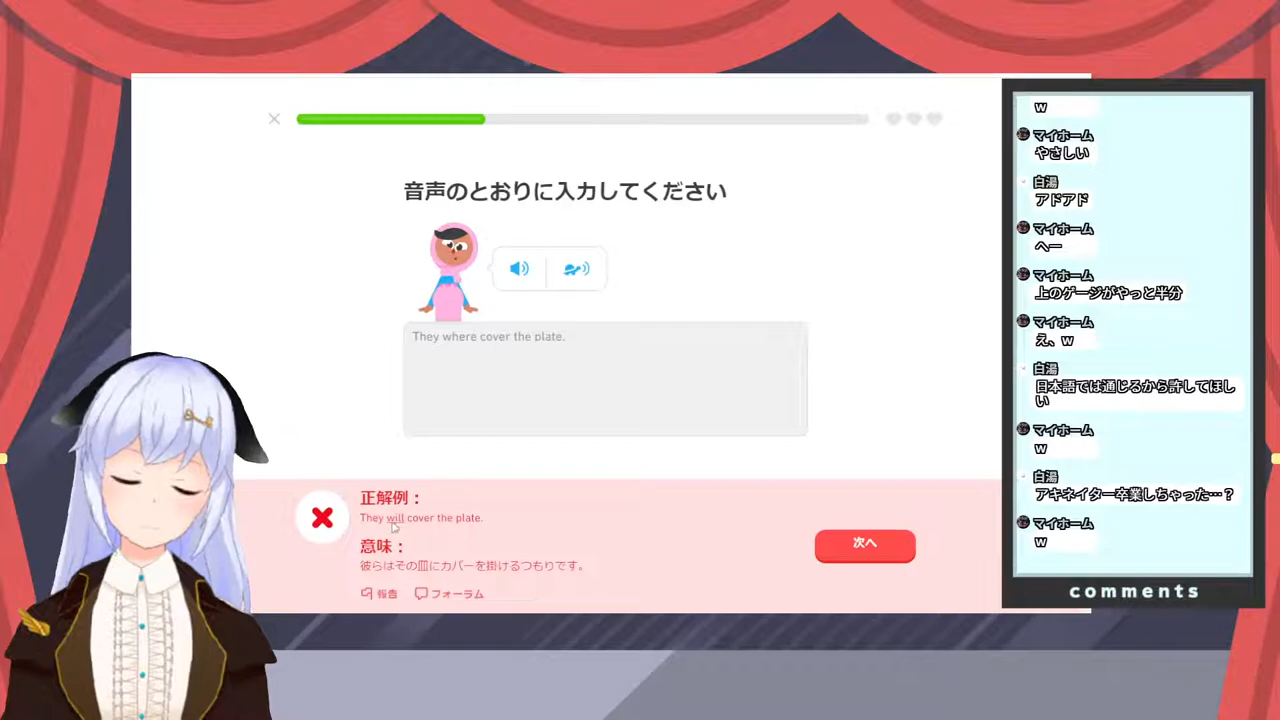 音声のとおりに入力してください
They where cover the plate.
正解例：
They will cover the plate.
意味：
彼らはその皿にカバーを掛けるつもりです。
報告
フォーラム
次へ
w
マイホーム
やさしい
白湯
アドアド
マイホーム
へー
マイホーム
上のゲージがやっと半分
マイホーム
え、w
白湯
日本語では通じるから許してほし
い
マイホーム
w
白湯
アキネイター卒業しちゃった…？
マイホーム
w
comments